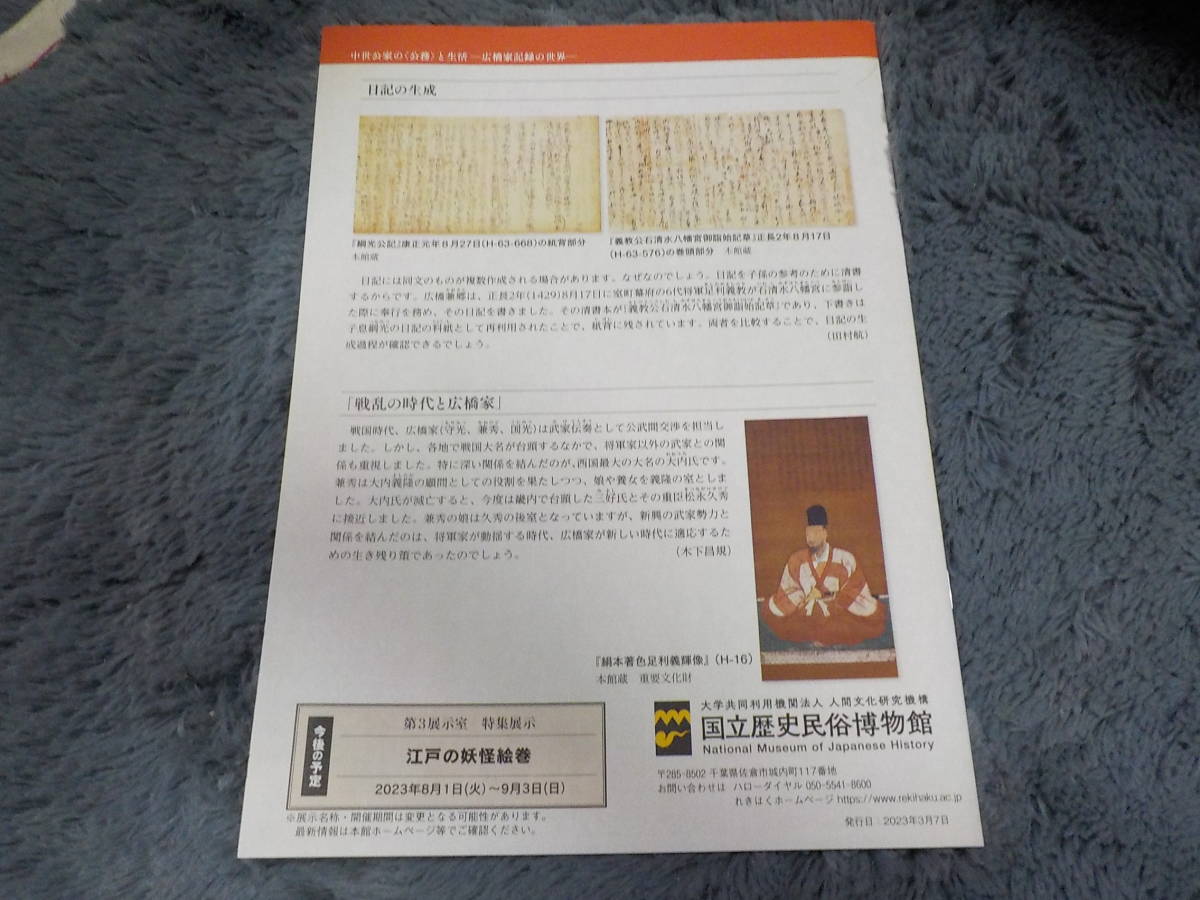 中世公家の〈公務〉と生活 ―広橋家記録の世界―
日記の生成
『綱光公記』康正元年8月27日(H-63-668)の紙背部分
本館蔵
『義教公石清水八幡宮御詣始記草』正長2年8月17日
(H-63-576)の巻頭部分　本館蔵
日記には同文のものが複数作成される場合があります。なぜなのでしょう。日記を子孫の参考のために清書
するからです。広橋兼郷は、正長2年(1429)8月17日に室町幕府の6代将軍足利義教が石清水八幡宮に参詣し
た際に奉行を務め、その日記を書きました。その清書本が『義教公石清水八幡宮御詣始記草』であり、下書きは
子息綱光の日記の料紙として再利用されたことで、紙背に残されています。両者を比較することで、日記の生
成過程が確認できるでしょう。
(田村航)
「戦乱の時代と広橋家」
戦国時代、広橋家(守光、兼秀、国光)は武家伝奏として公武間交渉を担当し
ました。しかし、各地で戦国大名が台頭するなかで、将軍家以外の武家との関
係も重視しました。特に深い関係を結んだのが、西国最大の大名の大内氏です。
兼秀は大内義隆の顧問としての役割を果たしつつ、娘や養女を義隆の室としま
した。大内氏が滅亡すると、今度は畿内で台頭した三好氏とその重臣松永久秀
に接近しました。兼秀の娘は久秀の後室となっていますが、新興の武家勢力と
関係を結んだのは、将軍家が動揺する時代、広橋家が新しい時代に適応するた
めの生き残り策であったのでしょう。
(木下昌規)
『絹本著色足利義輝像』(H-16)
本館蔵　重要文化財
今後の予定
第3展示室　特集展示
江戸の妖怪絵巻
2023年8月1日(火)～9月3日(日)
※展示名称・開催期間は変更となる可能性があります。
最新情報は本館ホームページ等でご確認ください。
大学共同利用機関法人 人間文化研究機構
国立歴史民俗博物館
National Museum of Japanese History
〒285-8502 千葉県佐倉市城内町117番地
お問い合わせは　ハローダイヤル 050-5541-8600
れきはくホームページ https://www.rekihaku.ac.jp
発行日：2023年3月7日